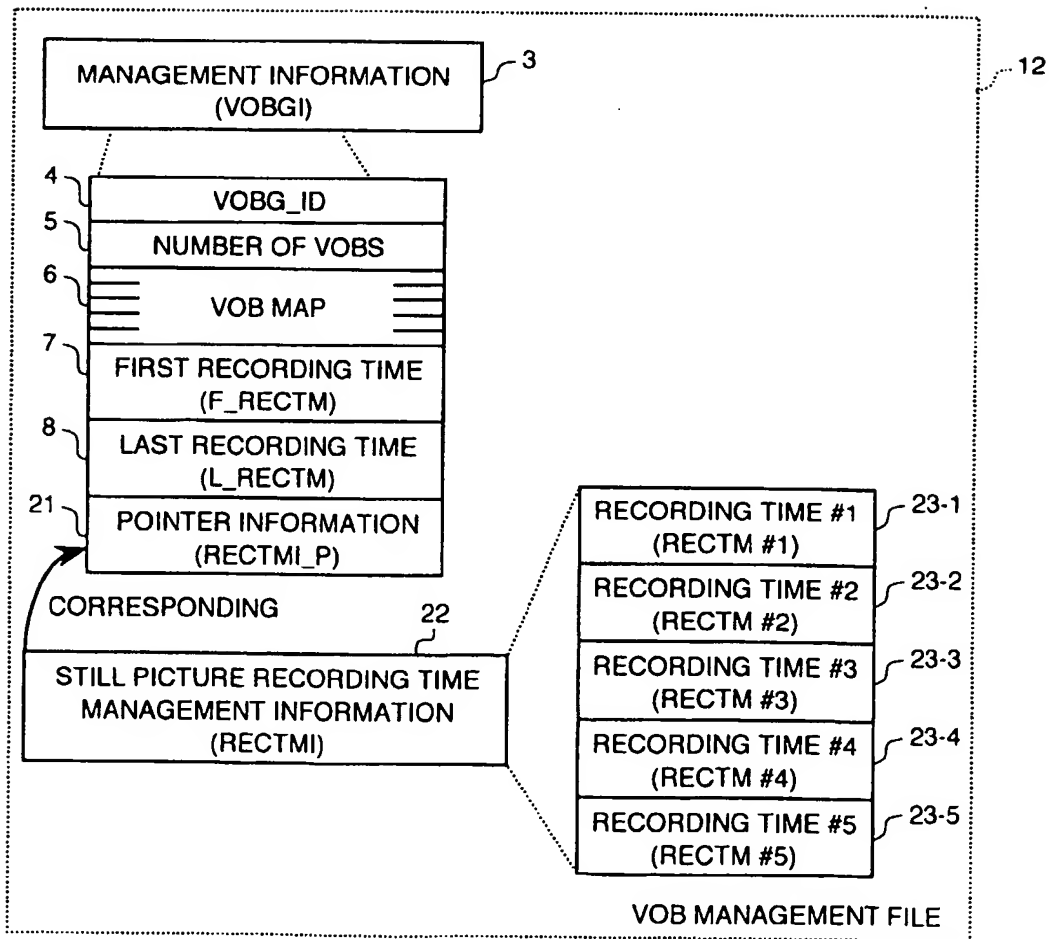 MANAGEMENT INFORMATION
(VOBGI)
3
12
4
VOBG_ID
5
NUMBER OF VOBS
6
VOB MAP
7
FIRST RECORDING TIME
(F_RECTM)
8
LAST RECORDING TIME
(L_RECTM)
21
POINTER INFORMATION
(RECTMI_P)
CORRESPONDING
22
STILL PICTURE RECORDING TIME
MANAGEMENT INFORMATION
(RECTMI)
RECORDING TIME #1
(RECTM #1)
23-1
RECORDING TIME #2
(RECTM #2)
23-2
RECORDING TIME #3
(RECTM #3)
23-3
RECORDING TIME #4
(RECTM #4)
23-4
RECORDING TIME #5
(RECTM #5)
23-5
VOB MANAGEMENT FILE